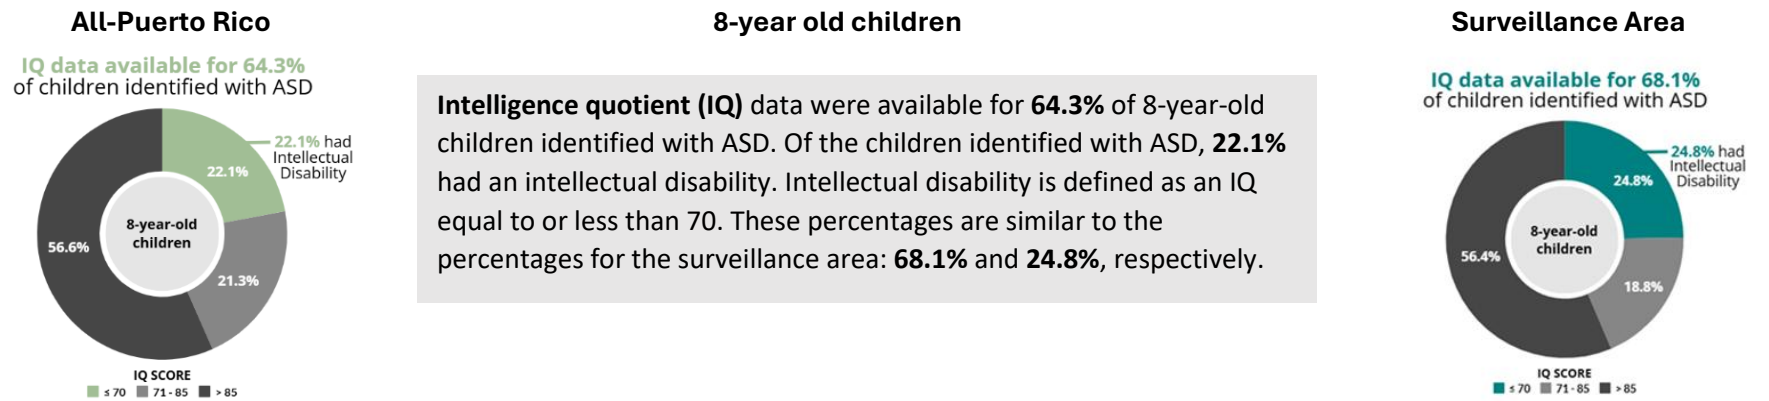 All-Puerto Rico
IQ data available for 64.3%
of children identified with ASD
22.1% had
Intellectual
Disability
22.1%
8-year-old
children
56.6%
21.3%
IQ SCORE
≤ 70 71 - 85 > 85
8-year old children
Intelligence quotient (IQ) data were available for 64.3% of 8-year-old
children identified with ASD. Of the children identified with ASD, 22.1%
had an intellectual disability. Intellectual disability is defined as an IQ
equal to or less than 70. These percentages are similar to the
percentages for the surveillance area: 68.1% and 24.8%, respectively.
Surveillance Area
IQ data available for 68.1%
of children identified with ASD
24.8% had
Intellectual
Disability
24.8%
8-year-old
children
56.4%
18.8%
IQ SCORE
≤ 70 71 - 85 > 85